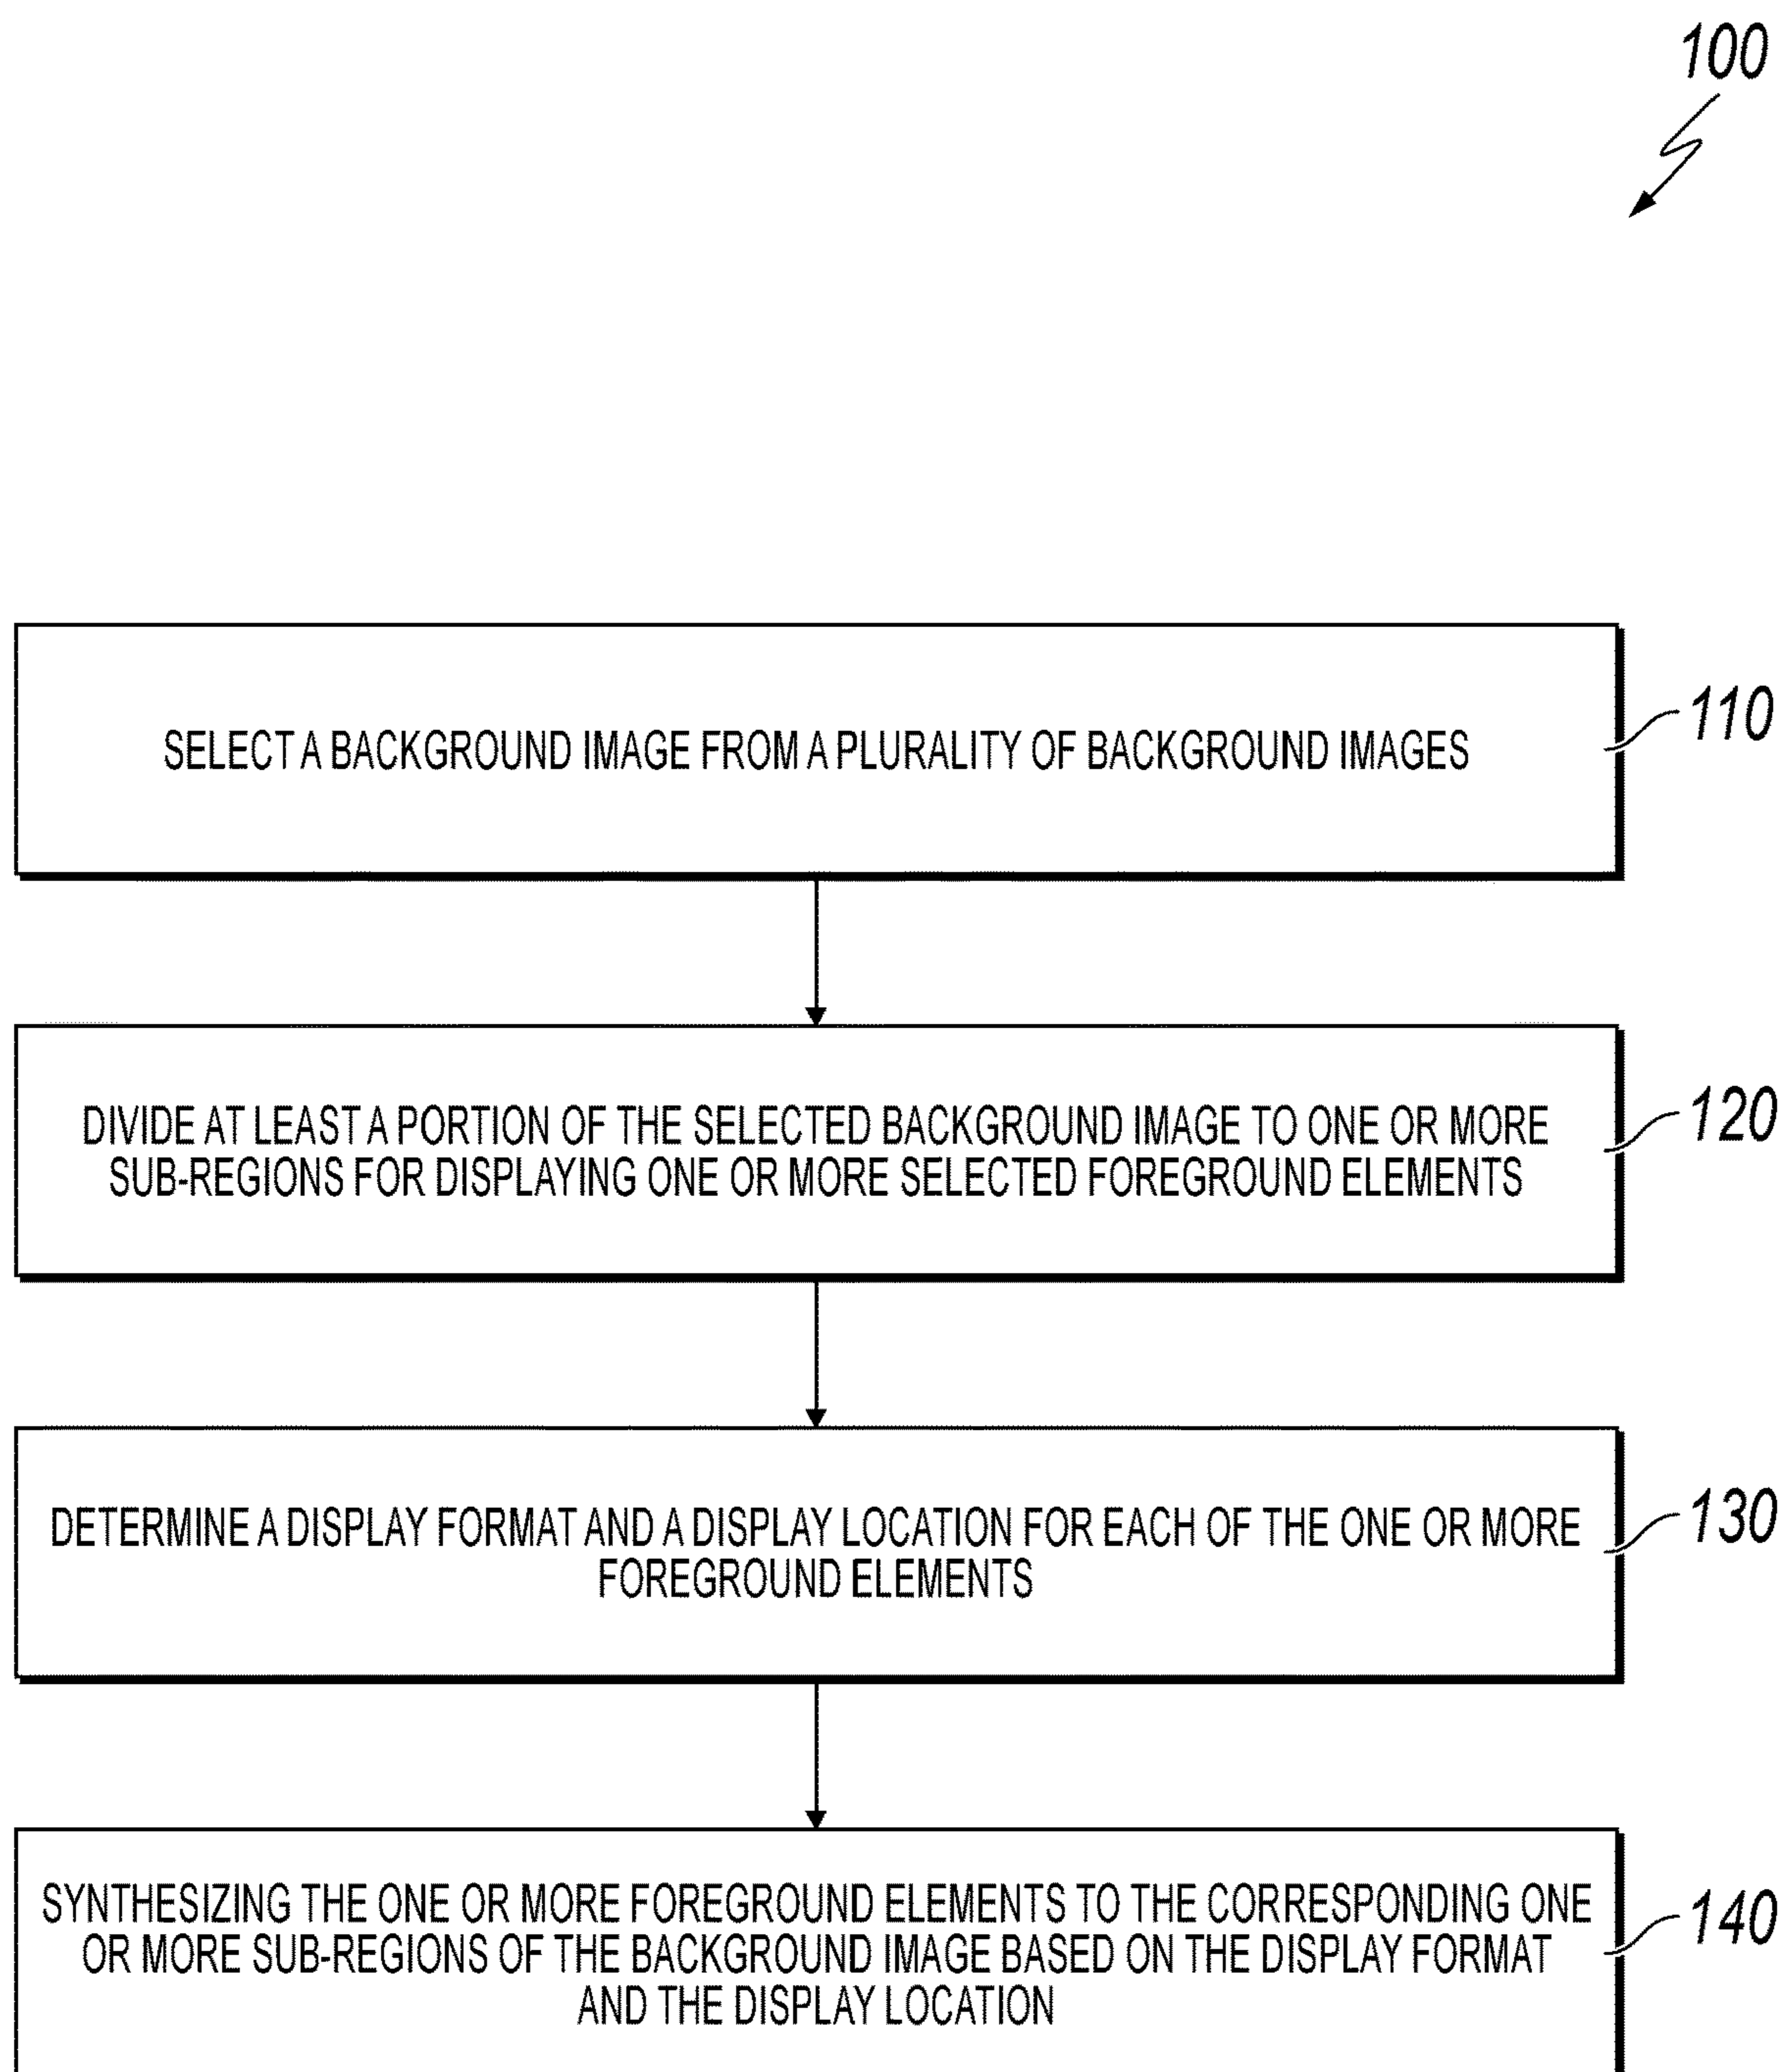 100
SELECT A BACKGROUND IMAGE FROM A PLURALITY OF BACKGROUND IMAGES
110
DIVIDE AT LEAST A PORTION OF THE SELECTED BACKGROUND IMAGE TO ONE OR MORE
SUB-REGIONS FOR DISPLAYING ONE OR MORE SELECTED FOREGROUND ELEMENTS
120
DETERMINE A DISPLAY FORMAT AND A DISPLAY LOCATION FOR EACH OF THE ONE OR MORE
FOREGROUND ELEMENTS
130
SYNTHESIZING THE ONE OR MORE FOREGROUND ELEMENTS TO THE CORRESPONDING ONE
OR MORE SUB-REGIONS OF THE BACKGROUND IMAGE BASED ON THE DISPLAY FORMAT
AND THE DISPLAY LOCATION
140